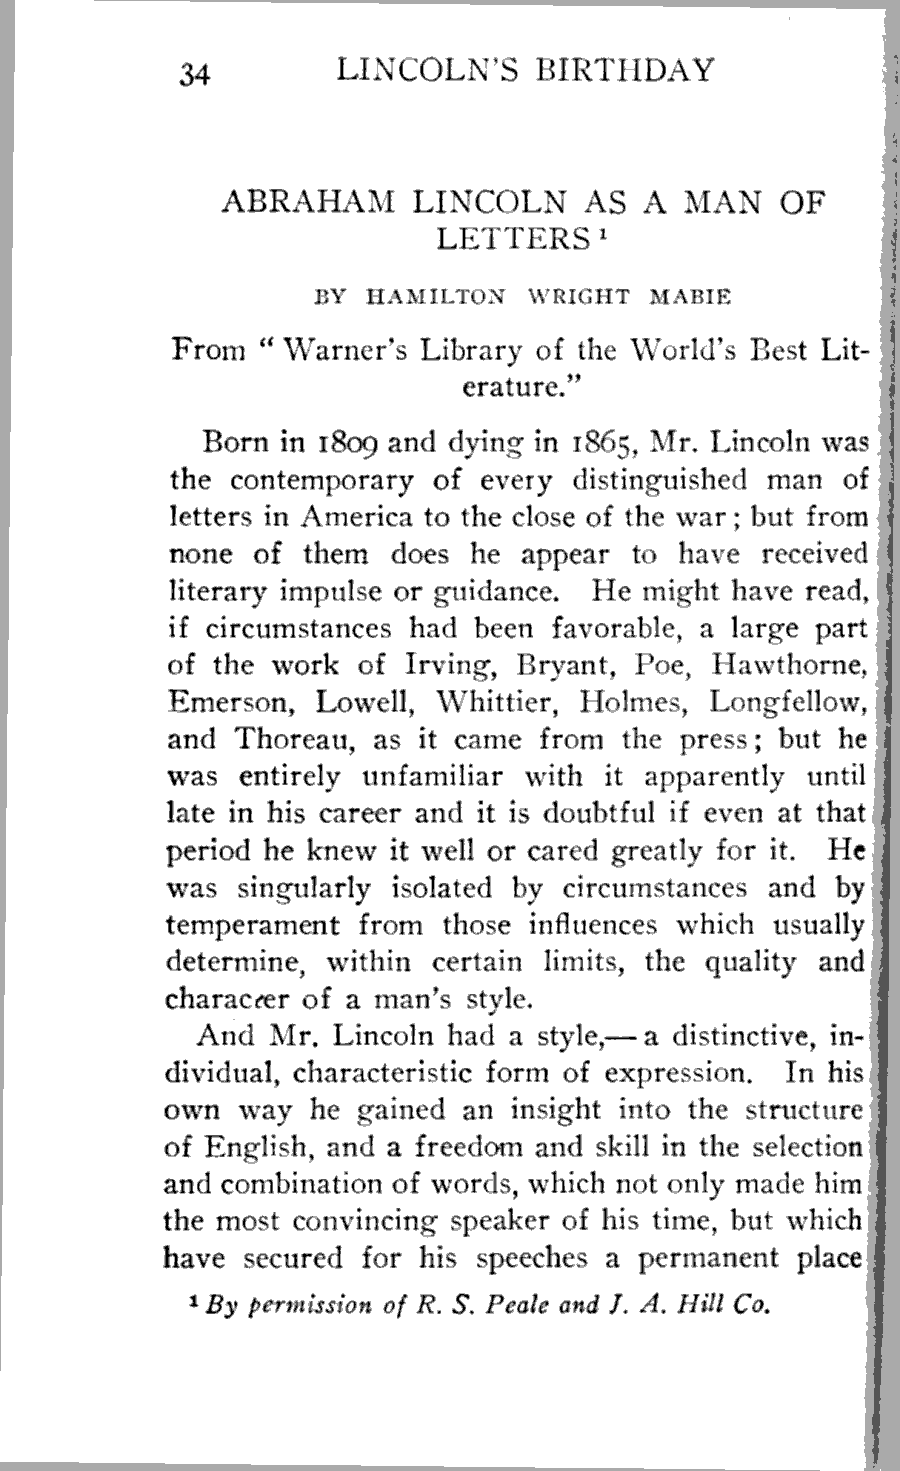 34 LINCOLN'S BIRTHDAY
ABRAHAM LINCOLN AS A MAN OF
LETTERS ¹
BY HAMILTON WRIGHT MABIE
From “ Warner's Library of the World's Best Lit-
erature.”
Born in 1809 and dying in 1865, Mr. Lincoln was
the contemporary of every distinguished man of
letters in America to the close of the war ; but from
none of them does he appear to have received
literary impulse or guidance. He might have read,
if circumstances had been favorable, a large part
of the work of Irving, Bryant, Poe, Hawthorne,
Emerson, Lowell, Whittier, Holmes, Longfellow,
and Thoreau, as it came from the press ; but he
was entirely unfamiliar with it apparently until
late in his career and it is doubtful if even at that
period he knew it well or cared greatly for it. He
was singularly isolated by circumstances and by
temperament from those influences which usually
determine, within certain limits, the quality and
character of a man's style.
And Mr. Lincoln had a style,— a distinctive, in-
dividual, characteristic form of expression. In his
own way he gained an insight into the structure
of English, and a freedom and skill in the selection
and combination of words, which not only made him
the most convincing speaker of his time, but which
have secured for his speeches a permanent place
¹ By permission of R. S. Peale and J. A. Hill Co.